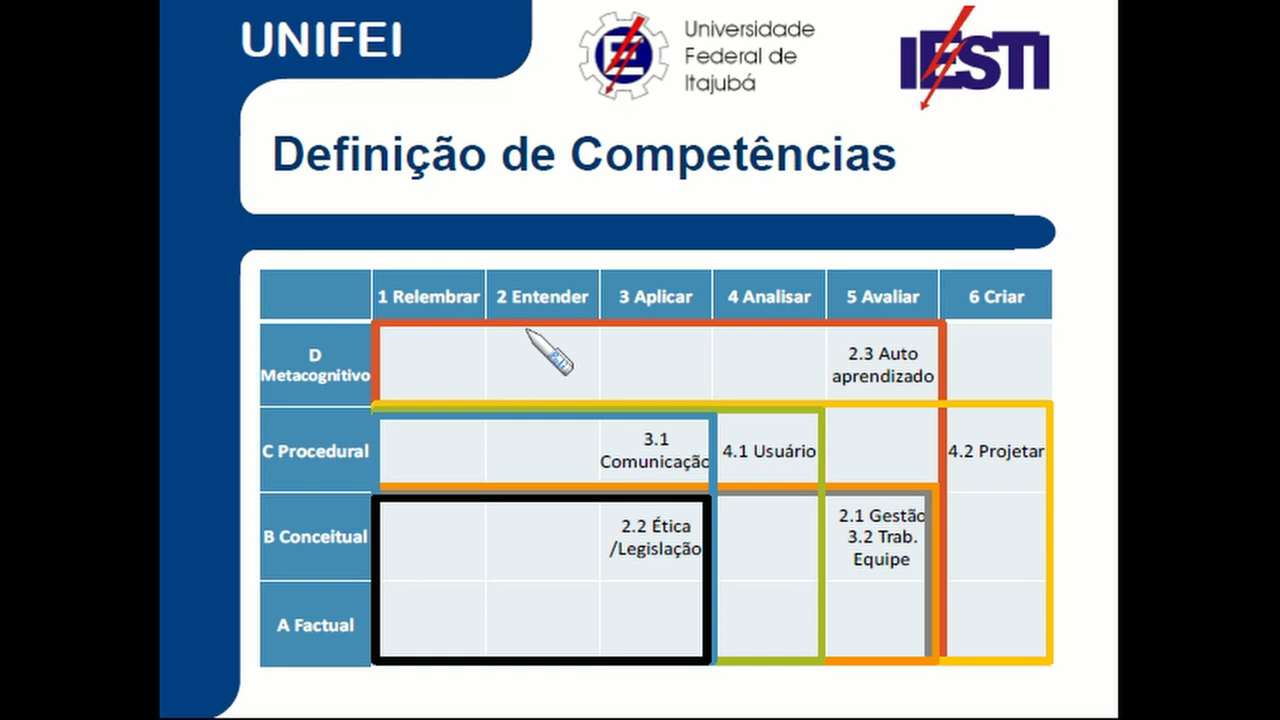 UNIFEI
Universidade
Federal de
Itajubá
IESTI
Definição de Competências
1 Relembrar
2 Entender
3 Aplicar
4 Analisar
5 Avaliar
6 Criar
D
Metacognitivo
2.3 Auto
aprendizado
C Procedural
3.1
Comunicação
4.1 Usuário
4.2 Projetar
B Conceitual
2.2 Ética
/Legislação
2.1 Gestão
3.2 Trab.
Equipe
A Factual